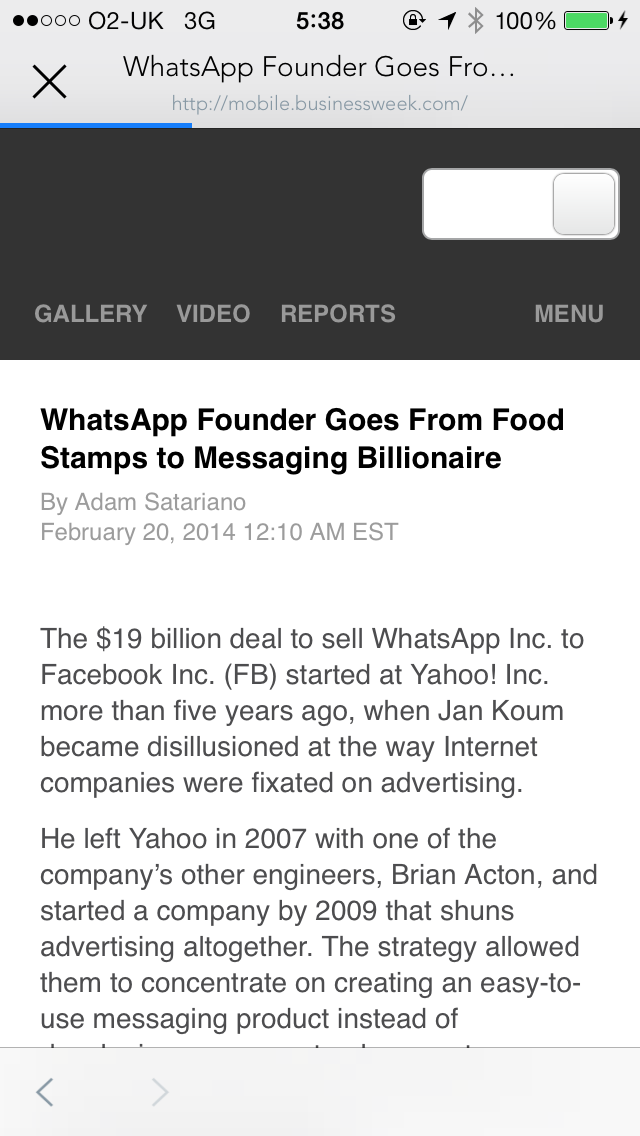 O2-UK 3G 5:38 100%
WhatsApp Founder Goes Fro…
http://mobile.businessweek.com/
GALLERY VIDEO REPORTS MENU
WhatsApp Founder Goes From Food
Stamps to Messaging Billionaire
By Adam Satariano
February 20, 2014 12:10 AM EST
The $19 billion deal to sell WhatsApp Inc. to
Facebook Inc. (FB) started at Yahoo! Inc.
more than five years ago, when Jan Koum
became disillusioned at the way Internet
companies were fixated on advertising.
He left Yahoo in 2007 with one of the
company’s other engineers, Brian Acton, and
started a company by 2009 that shuns
advertising altogether. The strategy allowed
them to concentrate on creating an easy-to-
use messaging product instead of